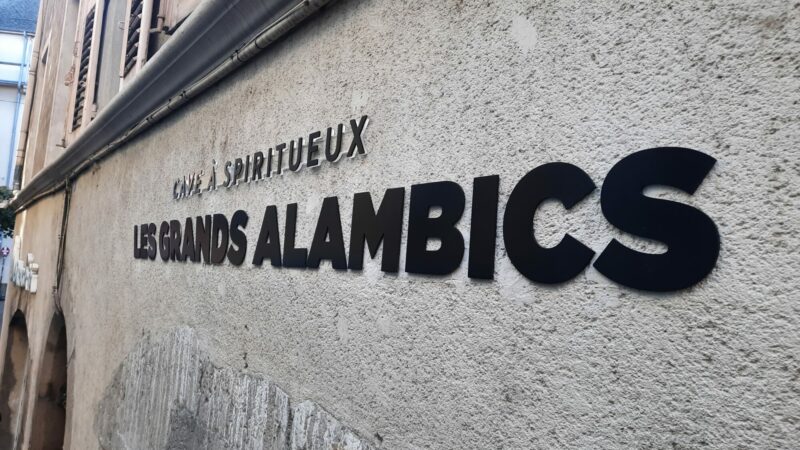 CAVE À SPIRITUEUX
LES GRANDS ALAMBICS